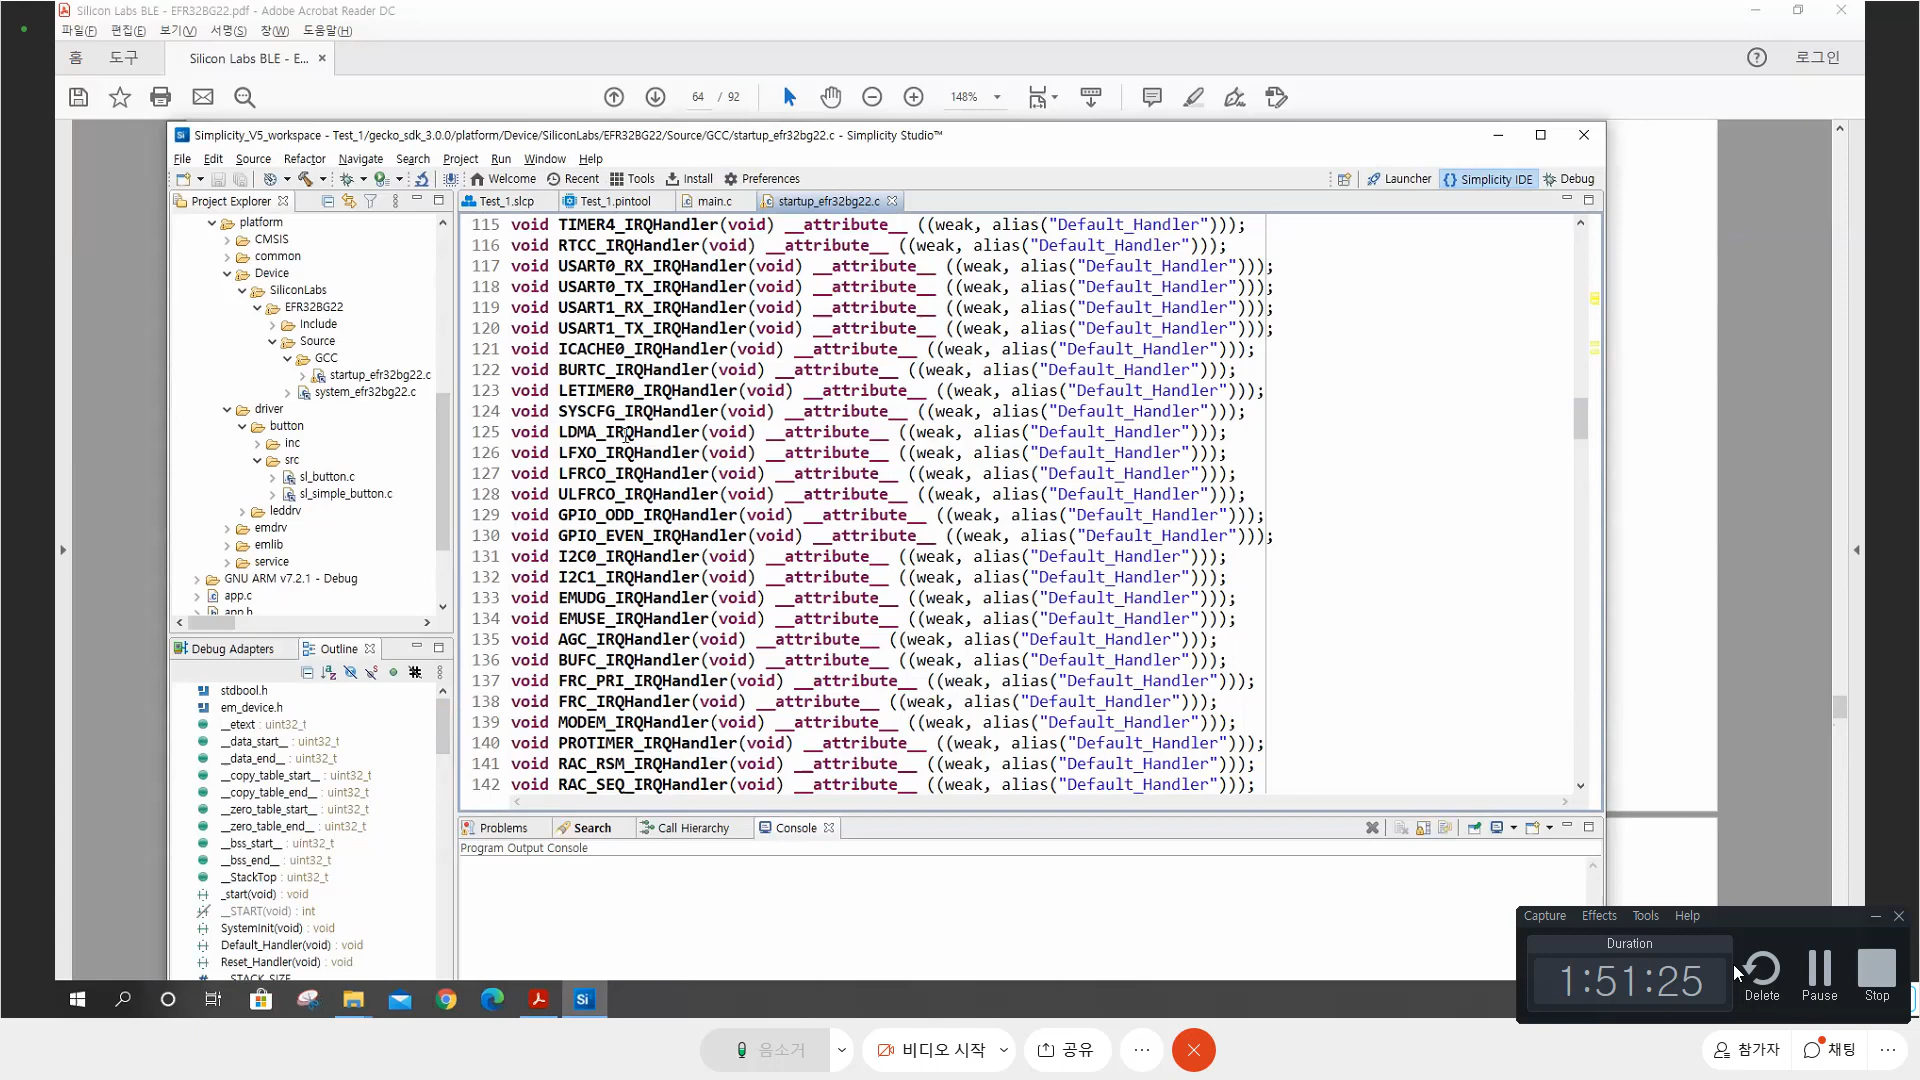 Silicon Labs BLE - EFR32BG22.pdf - Adobe Acrobat Reader DC
파일(F) 편집(E) 보기(V) 서명(S) 창(W) 도움말(H)
홈 도구 Silicon Labs BLE - E... × 로그인
64 / 92 148%
Simplicity_V5_workspace - Test_1/gecko_sdk_3.0.0/platform/Device/SiliconLabs/EFR32BG22/Source/GCC/startup_efr32bg22.c - Simplicity Studio™
File Edit Source Refactor Navigate Search Project Run Window Help
Welcome Recent Tools Install Preferences Launcher Simplicity IDE Debug
Project Explorer
platform
CMSIS
common
Device
SiliconLabs
EFR32BG22
Include
Source
GCC
startup_efr32bg22.c
system_efr32bg22.c
driver
button
inc
src
sl_button.c
sl_simple_button.c
leddrv
emdrv
emlib
service
GNU ARM v7.2.1 - Debug
app.c
app.h
Test_1.slcp Test_1.pintool main.c startup_efr32bg22.c
115 void TIMER4_IRQHandler(void) __attribute__ ((weak, alias("Default_Handler")));
116 void RTCC_IRQHandler(void) __attribute__ ((weak, alias("Default_Handler")));
117 void USART0_RX_IRQHandler(void) __attribute__ ((weak, alias("Default_Handler")));
118 void USART0_TX_IRQHandler(void) __attribute__ ((weak, alias("Default_Handler")));
119 void USART1_RX_IRQHandler(void) __attribute__ ((weak, alias("Default_Handler")));
120 void USART1_TX_IRQHandler(void) __attribute__ ((weak, alias("Default_Handler")));
121 void ICACHE0_IRQHandler(void) __attribute__ ((weak, alias("Default_Handler")));
122 void BURTC_IRQHandler(void) __attribute__ ((weak, alias("Default_Handler")));
123 void LETIMER0_IRQHandler(void) __attribute__ ((weak, alias("Default_Handler")));
124 void SYSCFG_IRQHandler(void) __attribute__ ((weak, alias("Default_Handler")));
125 void LDMA_IRQHandler(void) __attribute__ ((weak, alias("Default_Handler")));
126 void LFXO_IRQHandler(void) __attribute__ ((weak, alias("Default_Handler")));
127 void LFRCO_IRQHandler(void) __attribute__ ((weak, alias("Default_Handler")));
128 void ULFRCO_IRQHandler(void) __attribute__ ((weak, alias("Default_Handler")));
129 void GPIO_ODD_IRQHandler(void) __attribute__ ((weak, alias("Default_Handler")));
130 void GPIO_EVEN_IRQHandler(void) __attribute__ ((weak, alias("Default_Handler")));
131 void I2C0_IRQHandler(void) __attribute__ ((weak, alias("Default_Handler")));
132 void I2C1_IRQHandler(void) __attribute__ ((weak, alias("Default_Handler")));
133 void EMUDG_IRQHandler(void) __attribute__ ((weak, alias("Default_Handler")));
134 void EMUSE_IRQHandler(void) __attribute__ ((weak, alias("Default_Handler")));
135 void AGC_IRQHandler(void) __attribute__ ((weak, alias("Default_Handler")));
136 void BUFC_IRQHandler(void) __attribute__ ((weak, alias("Default_Handler")));
137 void FRC_PRI_IRQHandler(void) __attribute__ ((weak, alias("Default_Handler")));
138 void FRC_IRQHandler(void) __attribute__ ((weak, alias("Default_Handler")));
139 void MODEM_IRQHandler(void) __attribute__ ((weak, alias("Default_Handler")));
140 void PROTIMER_IRQHandler(void) __attribute__ ((weak, alias("Default_Handler")));
141 void RAC_RSM_IRQHandler(void) __attribute__ ((weak, alias("Default_Handler")));
142 void RAC_SEQ_IRQHandler(void) __attribute__ ((weak, alias("Default_Handler")));
Debug Adapters Outline
stdbool.h
em_device.h
__etext : uint32_t
__data_start__ : uint32_t
__data_end__ : uint32_t
__copy_table_start__ : uint32_t
__copy_table_end__ : uint32_t
__zero_table_start__ : uint32_t
__zero_table_end__ : uint32_t
__bss_start__ : uint32_t
__bss_end__ : uint32_t
__StackTop : uint32_t
_start(void) : void
__START(void) : int
SystemInit(void) : void
Default_Handler(void) : void
Reset_Handler(void) : void
__STACK_SIZE
Problems Search Call Hierarchy Console
Program Output Console
Capture Effects Tools Help
Duration
1:51:25
Delete Pause Stop
음소거 비디오 시작 공유 참가자 채팅